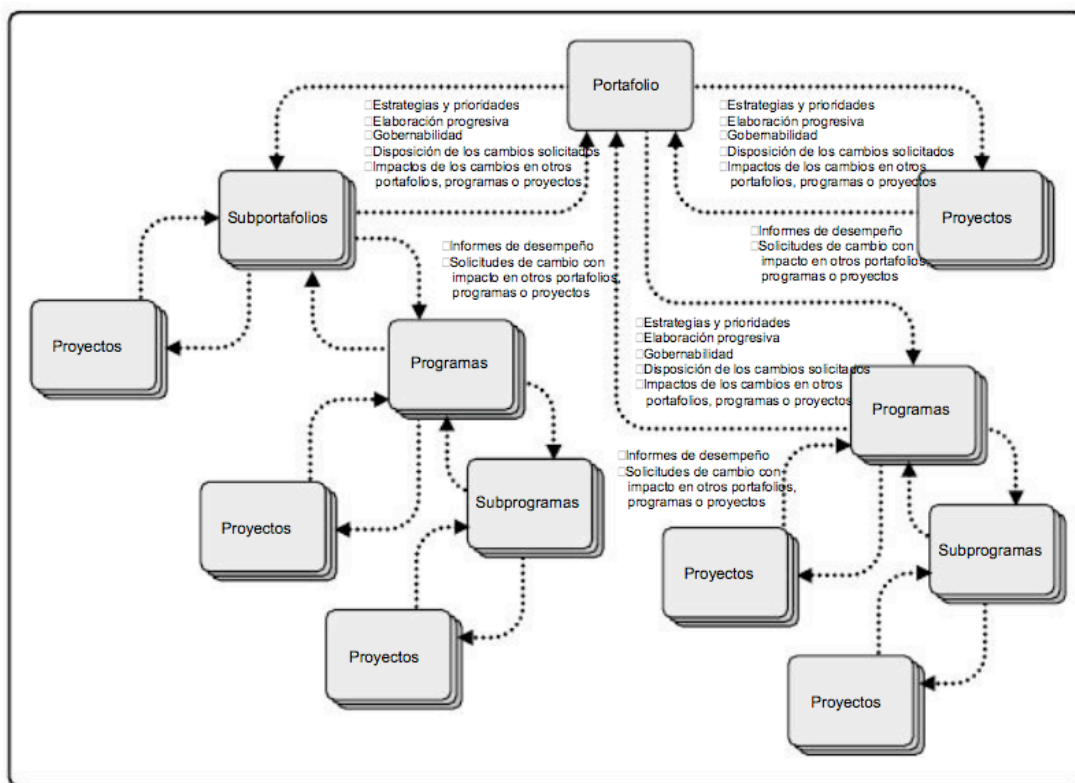 Portafolio
□Estrategias y prioridades
□Elaboración progresiva
□Gobernabilidad
□Disposición de los cambios solicitados
□Impactos de los cambios en otros
portafolios, programas o proyectos
□Estrategias y prioridades
□Elaboración progresiva
□Gobernabilidad
□Disposición de los cambios solicitados
□Impactos de los cambios en otros
portafolios, programas o proyectos
Subportafolios
Proyectos
□Informes de desempeño
□Solicitudes de cambio con
impacto en otros portafolios,
programas o proyectos
□Informes de desempeño
□Solicitudes de cambio con
impacto en otros portafolios,
programas o proyectos
Proyectos
Programas
□Estrategias y prioridades
□Elaboración progresiva
□Gobernabilidad
□Disposición de los cambios solicitados
□Impactos de los cambios en otros
portafolios, programas o proyectos
Programas
□Informes de desempeño
□Solicitudes de cambio con
impacto en otros portafolios,
programas o proyectos
Proyectos
Subprogramas
Proyectos
Subprogramas
Proyectos
Proyectos